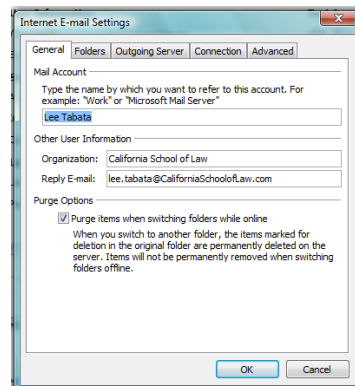 Internet E-mail Settings
General Folders Outgoing Server Connection Advanced
Mail Account
Type the name by which you want to refer to this account. For
example: "Work" or "Microsoft Mail Server"
Lee Tabata
Other User Information
Organization: California School of Law
Reply E-mail: lee.tabata@CaliforniaSchoolofLaw.com
Purge Options
Purge items when switching folders while online
When you switch to another folder, the items marked for
deletion in the original folder are permanently deleted on the
server. Items will not be permanently removed when switching
folders offline.
OK Cancel